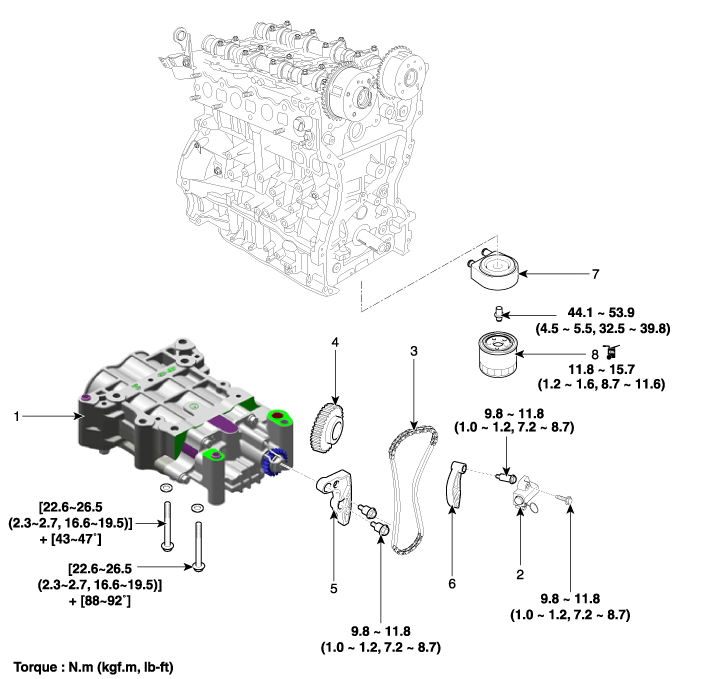 7
44.1 ~ 53.9
(4.5 ~ 5.5, 32.5 ~ 39.8)
4
3
8
11.8 ~ 15.7
(1.2 ~ 1.6, 8.7 ~ 11.6)
1
9.8 ~ 11.8
(1.0 ~ 1.2, 7.2 ~ 8.7)
[22.6~26.5
(2.3~2.7, 16.6~19.5)]
+ [43~47˚]
[22.6~26.5
(2.3~2.7, 16.6~19.5)]
+ [88~92˚]
5
6
2
9.8 ~ 11.8
(1.0 ~ 1.2, 7.2 ~ 8.7)
9.8 ~ 11.8
(1.0 ~ 1.2, 7.2 ~ 8.7)
Torque : N.m (kgf.m, lb-ft)